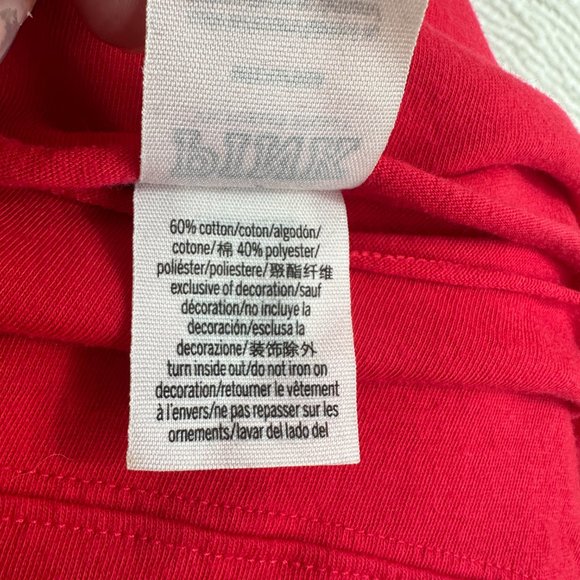 60% cotton/coton/algodón/
cotone/棉 40% polyester/
poliéster/poliestere/聚酯纤维
exclusive of decoration/sauf
décoration/no incluye la
decoración/esclusa la
decorazione/装饰除外
turn inside out/do not iron on
decoration/retourner le vêtement
à l'envers/ne pas repasser sur les
ornements/lavar del lado del